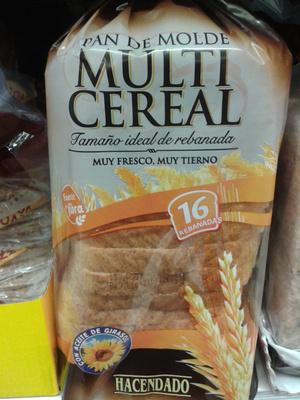 PAN DE MOLDE
MULTI
CEREAL
Tamaño ideal de rebanada
MUY FRESCO, MUY TIERNO
fibra
16
REBANADAS
CON ACEITE DE GIRASOL
HACENDADO